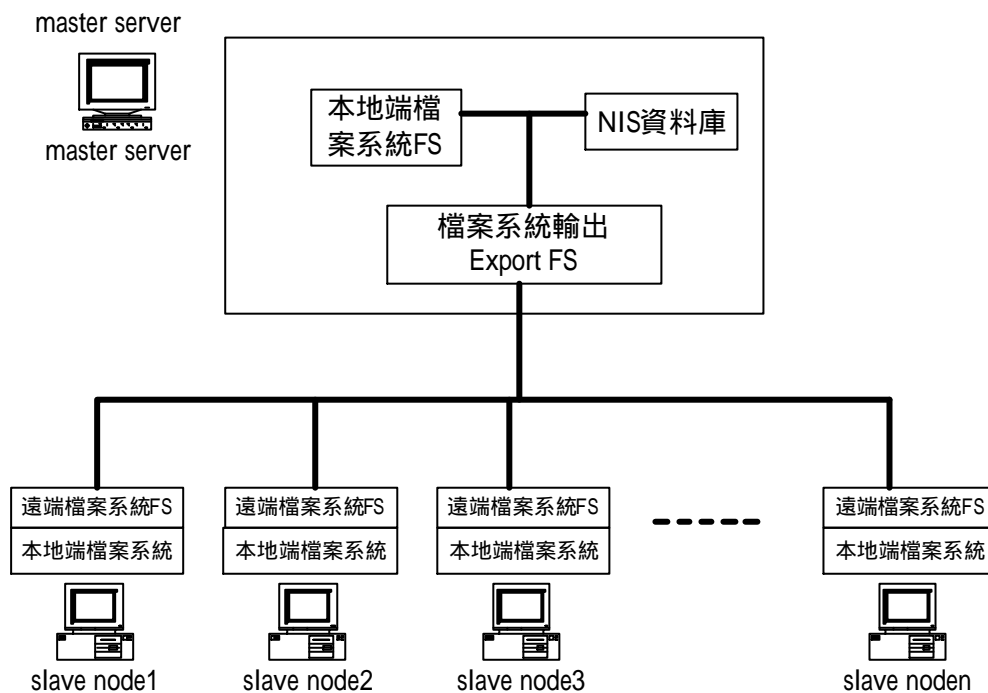 master server
master server
本地端檔
案系統FS
NIS資料庫
檔案系統輸出
Export FS
遠端檔案系統FS
本地端檔案系統
slave node1
遠端檔案系統FS
本地端檔案系統
slave node2
遠端檔案系統FS
本地端檔案系統
slave node3
遠端檔案系統FS
本地端檔案系統
slave noden